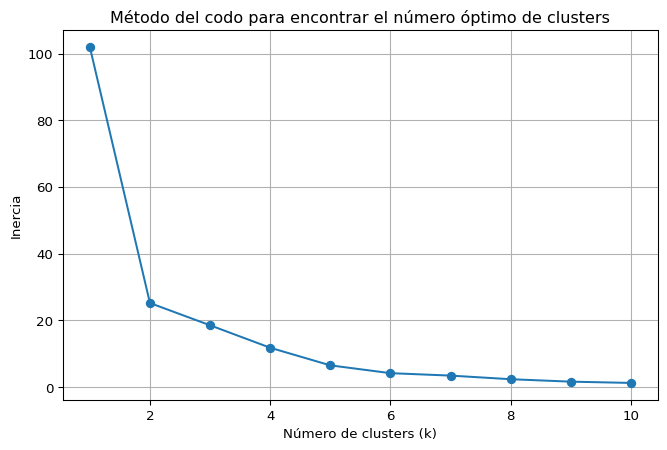 Método del codo para encontrar el número óptimo de clusters
100
80
60
40
20
0
Inercia
2 4 6 8 10
Número de clusters (k)